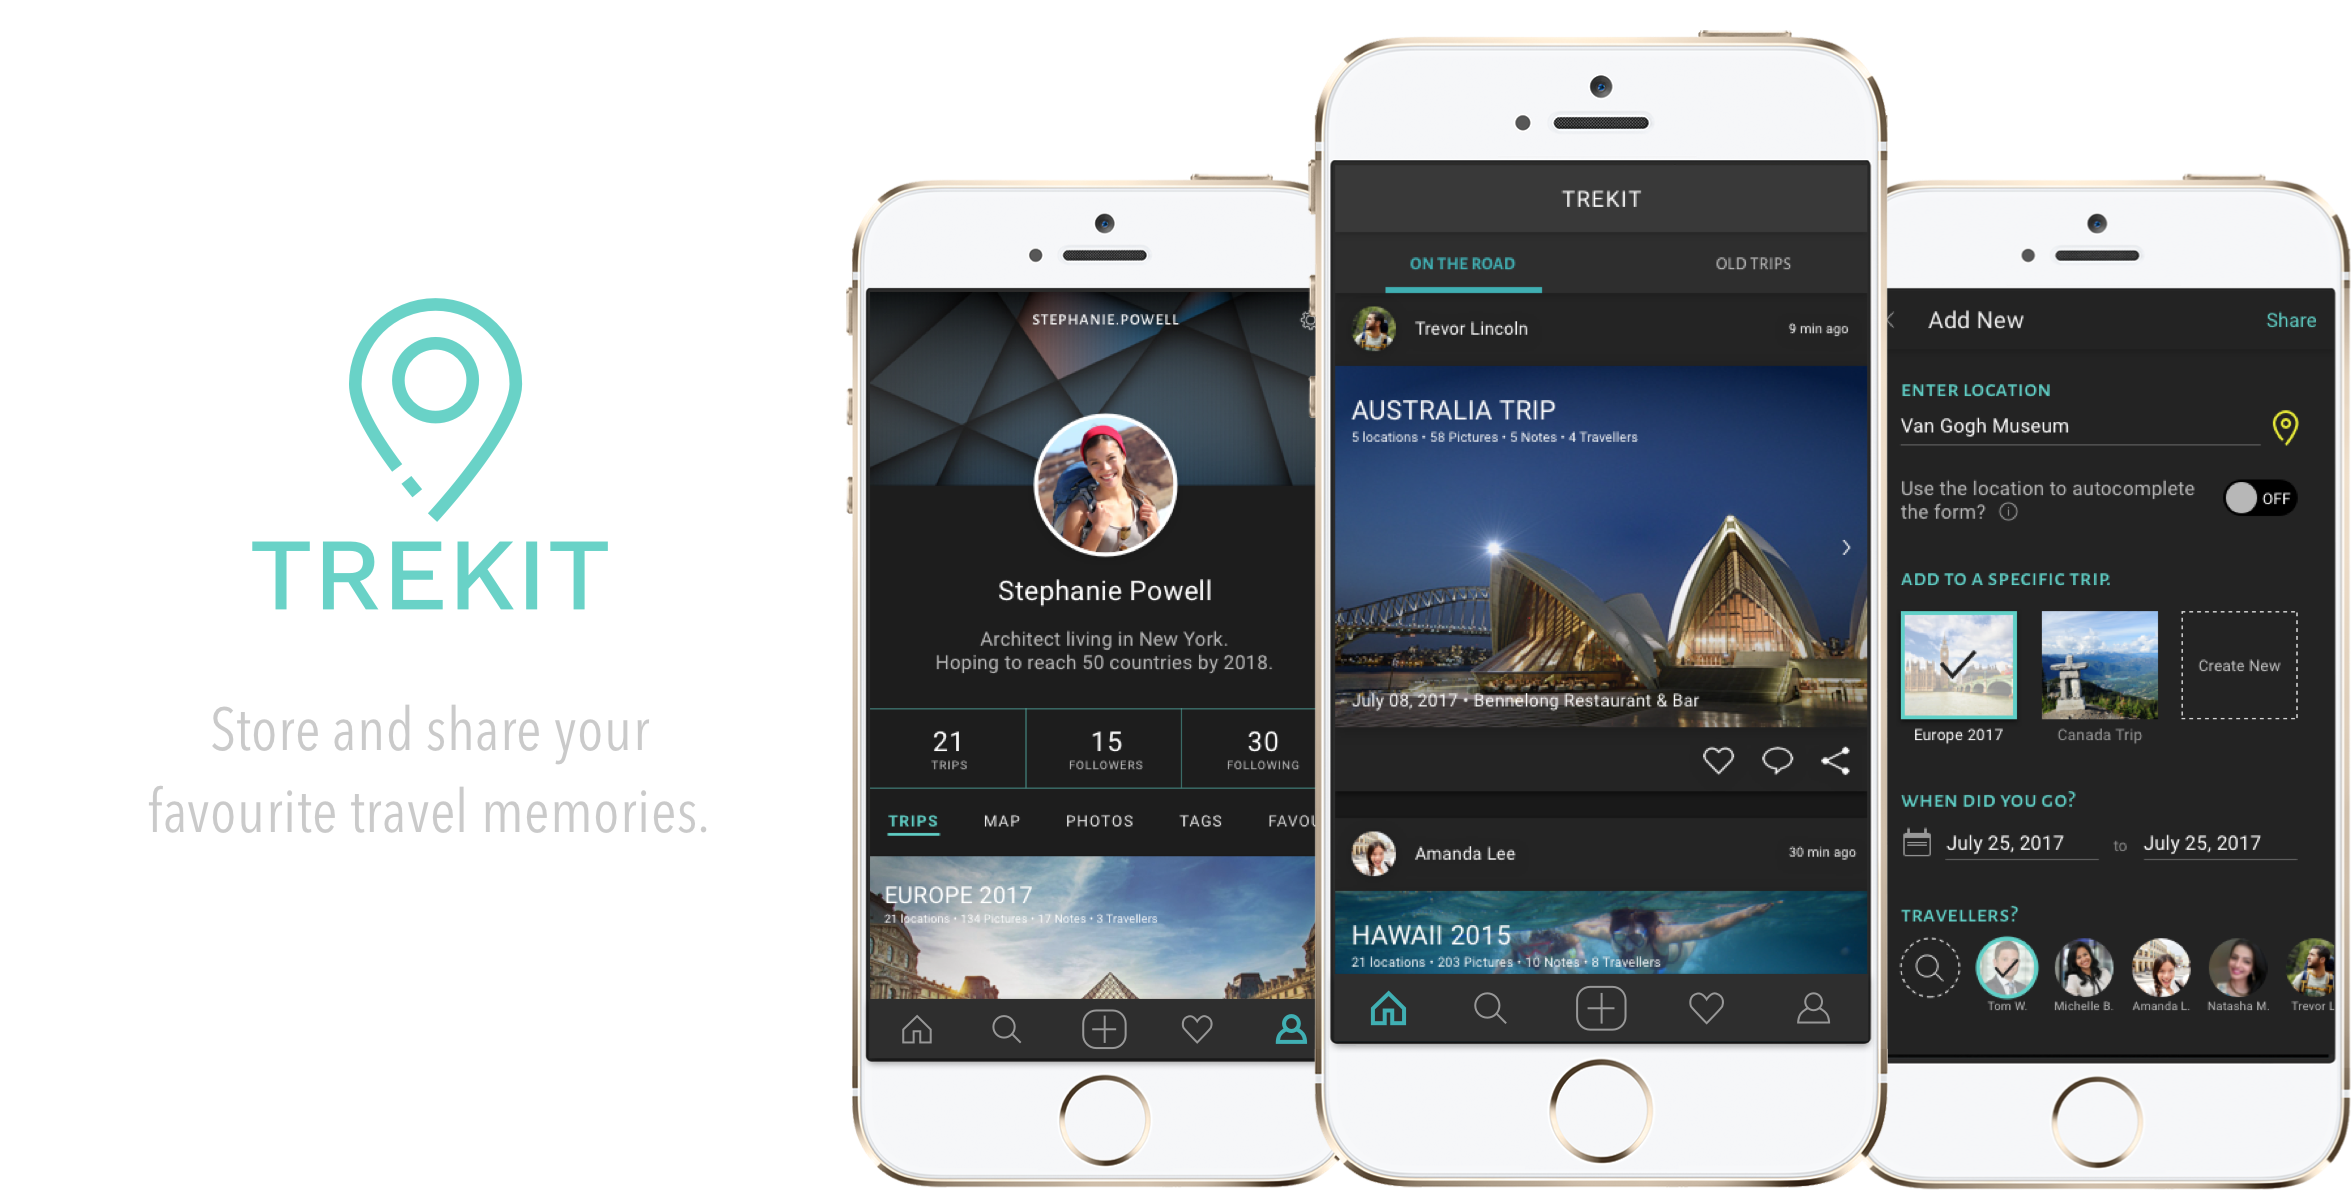 TREKIT
Store and share your
favourite travel memories.
STEPHANIE.POWELL
Stephanie Powell
Architect living in New York.
Hoping to reach 50 countries by 2018.
21
TRIPS
15
FOLLOWERS
30
FOLLOWING
TRIPS
MAP
PHOTOS
TAGS
FAVOU
EUROPE 2017
21 locations • 134 Pictures • 17 Notes • 3 Travellers
TREKIT
ON THE ROAD
OLD TRIPS
Trevor Lincoln
9 min ago
AUSTRALIA TRIP
5 locations • 58 Pictures • 5 Notes • 4 Travellers
July 08, 2017 • Bennelong Restaurant & Bar
Amanda Lee
30 min ago
HAWAII 2015
21 locations • 203 Pictures • 10 Notes • 8 Travellers
Add New
Share
ENTER LOCATION
Van Gogh Museum
Use the location to autocomplete
the form?
OFF
ADD TO A SPECIFIC TRIP.
Create New
Europe 2017
Canada Trip
WHEN DID YOU GO?
July 25, 2017 to July 25, 2017
TRAVELLERS?
Tom W.
Michelle B.
Amanda L.
Natasha M.
Trevor L